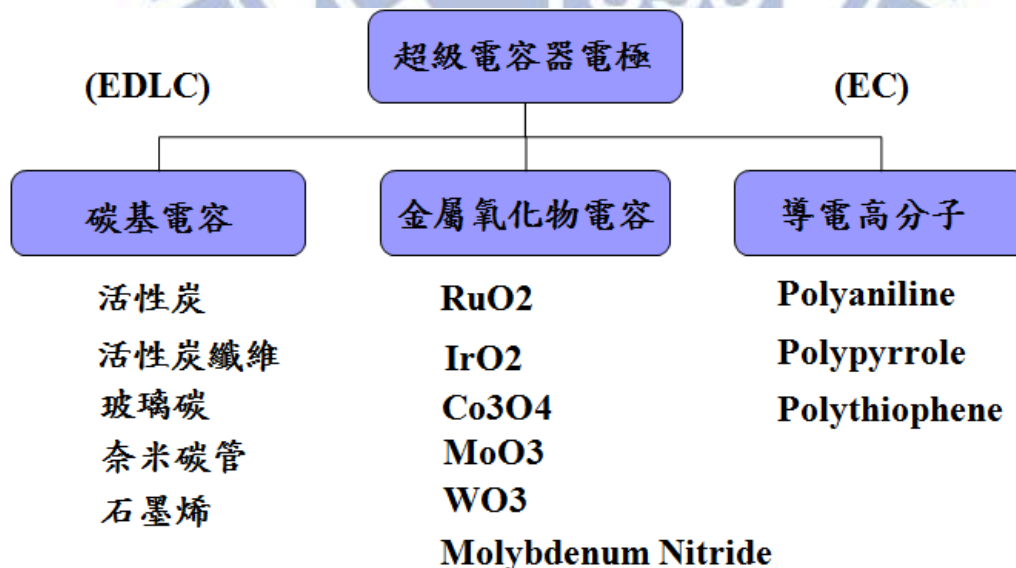 超級電容器電極
(EDLC)
(EC)
碳基電容
金屬氧化物電容
導電高分子
活性炭
活性炭纖維
玻璃碳
奈米碳管
石墨烯
RuO2
IrO2
Co3O4
MoO3
WO3
Molybdenum Nitride
Polyaniline
Polypyrrole
Polythiophene